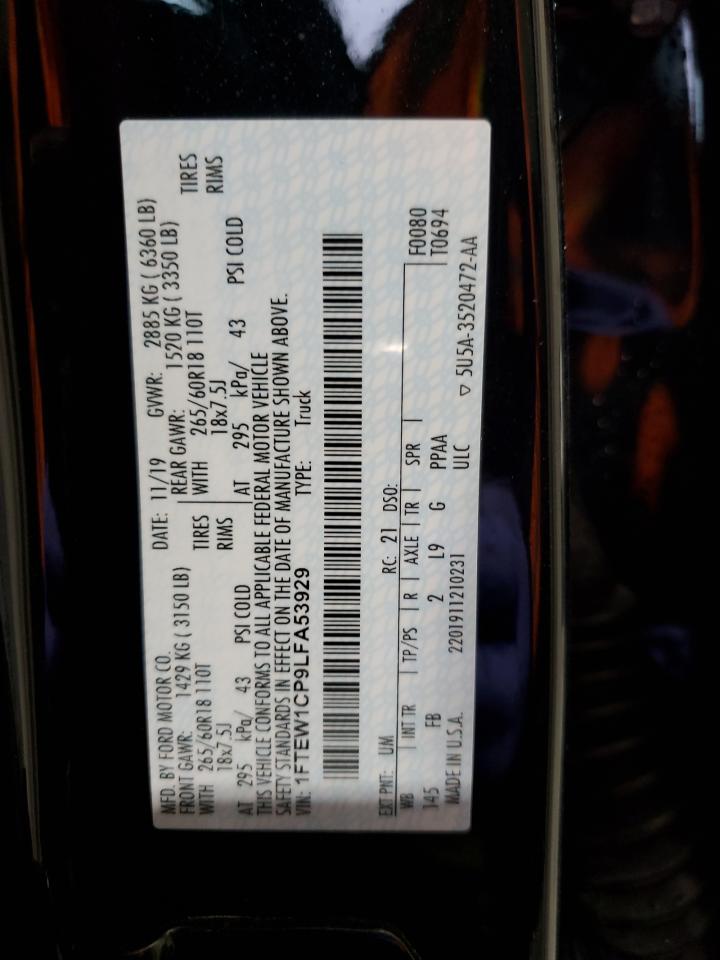 MFD. BY FORD MOTOR CO.
DATE: 11/19 GVWR: 2885 KG ( 6360 LB)
FRONT GAWR: 1429 KG ( 3150 LB)
REAR GAWR: 1520 KG ( 3350 LB)
WITH 265/60R18 110T TIRES
WITH 265/60R18 110T TIRES
18x7.5J RIMS
18x7.5J RIMS
AT 295 kPa/ 43 PSI COLD
AT 295 kPa/ 43 PSI COLD
THIS VEHICLE CONFORMS TO ALL APPLICABLE FEDERAL MOTOR VEHICLE
SAFETY STANDARDS IN EFFECT ON THE DATE OF MANUFACTURE SHOWN ABOVE.
VIN: 1FTEW1CP9LFA53929 TYPE: Truck
EXT PNT: UM RC: 21 DSO: F0080
WB INT TR TP/PS R AXLE TR SPR T0694
145 FB 2 L9 G PPAA
MADE IN U.S.A. 2201911210231 ULC ▽ 5U5A-3520472-AA